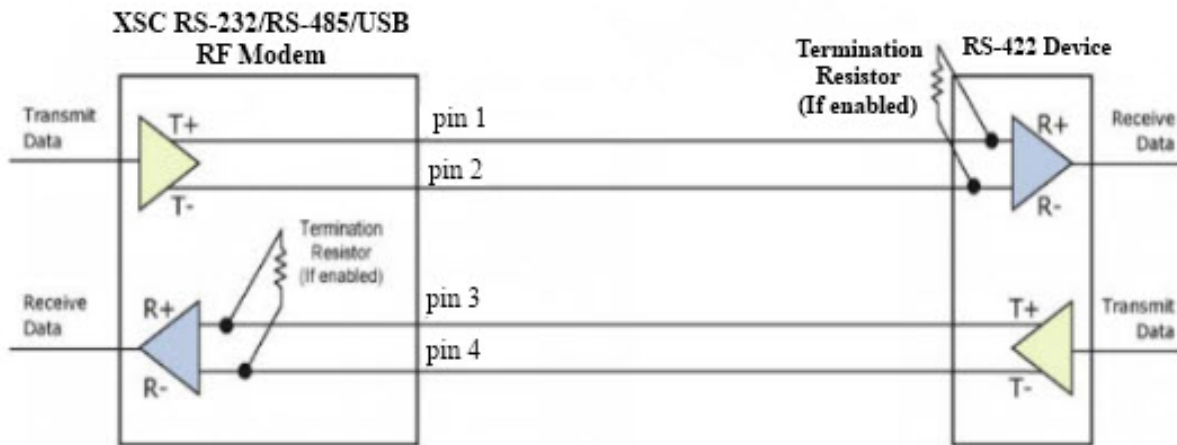 XSC RS-232/RS-485/USB
RF Modem
Termination
Resistor
(If enabled)
RS-422 Device
Transmit
Data
T+
T-
pin 1
pin 2
R+
R-
Receive
Data
Termination
Resistor
(If enabled)
Receive
Data
R+
R-
pin 3
pin 4
T+
T-
Transmit
Data